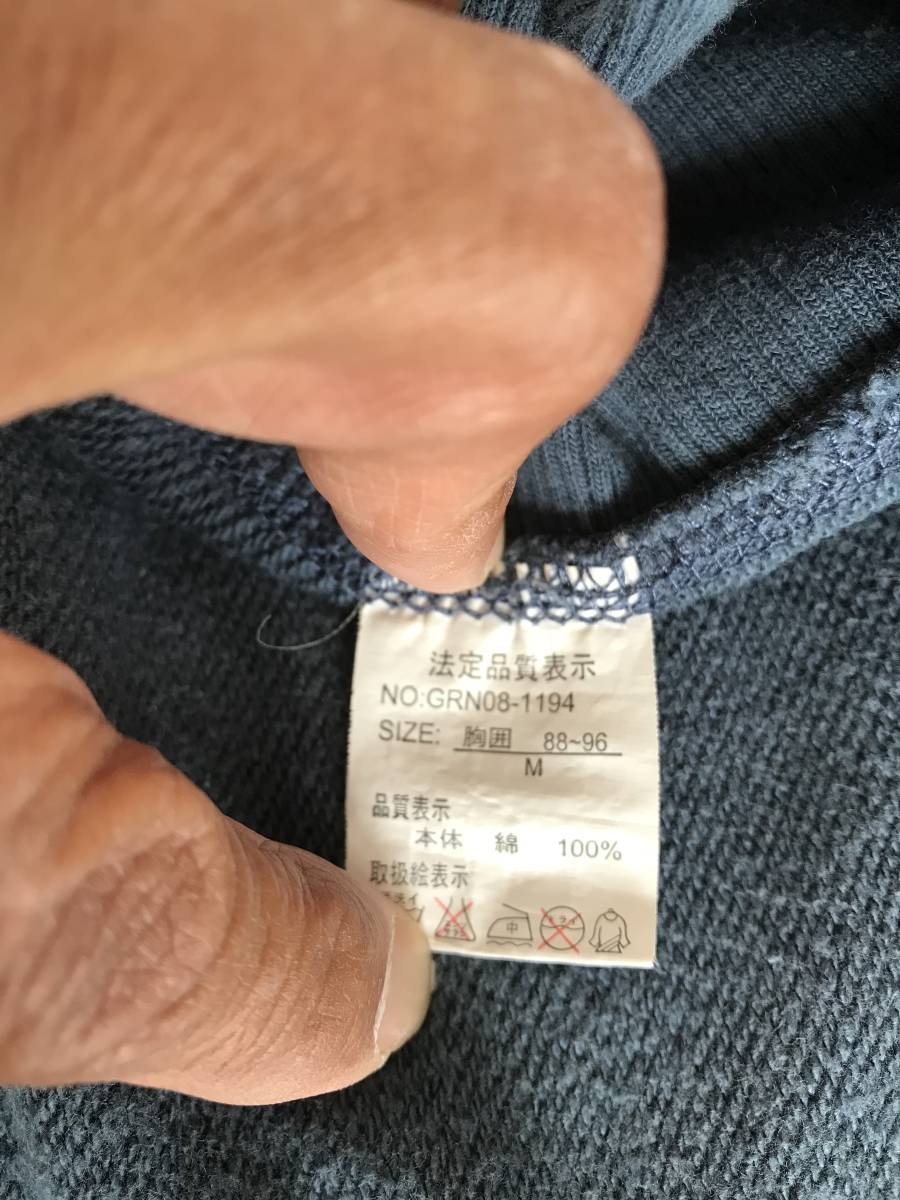 法定品質表示
NO:GRN08-1194
SIZE: 胸囲 88~96
M
品質表示
本体 綿 100%
取扱絵表示
中